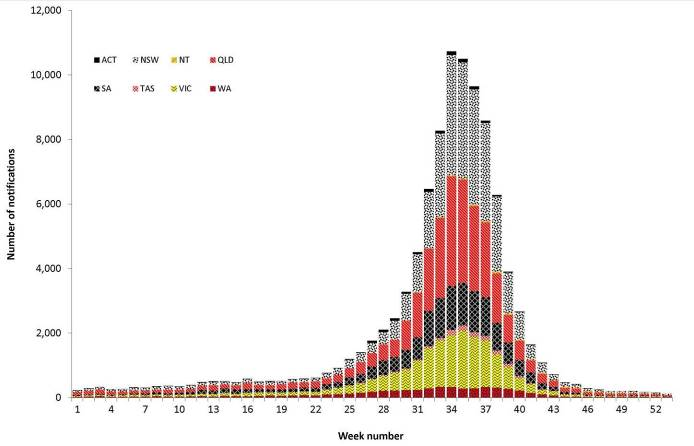 12,000
10,000
8,000
6,000
4,000
2,000
0
Number of notifications
ACT NSW NT QLD
SA TAS VIC WA
1 4 7 10 13 16 19 22 25 28 31 34 37 40 43 46 49 52
Week number